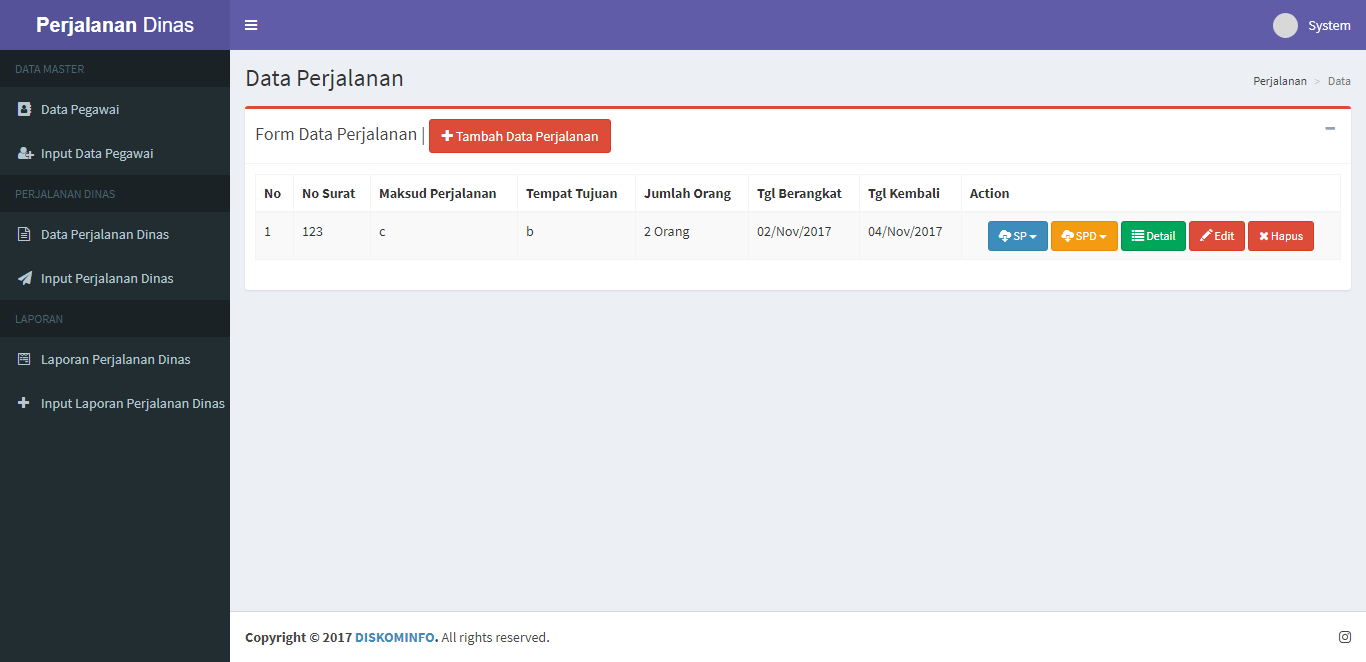 Perjalanan Dinas
System
DATA MASTER
Data Pegawai
Input Data Pegawai
PERJALANAN DINAS
Data Perjalanan Dinas
Input Perjalanan Dinas
LAPORAN
Laporan Perjalanan Dinas
Input Laporan Perjalanan Dinas
Data Perjalanan
Perjalanan > Data
Form Data Perjalanan | Tambah Data Perjalanan
No No Surat Maksud Perjalanan Tempat Tujuan Jumlah Orang Tgl Berangkat Tgl Kembali Action
1 123 c b 2 Orang 02/Nov/2017 04/Nov/2017 SP SPD Detail Edit Hapus
Copyright © 2017 DISKOMINFO. All rights reserved.